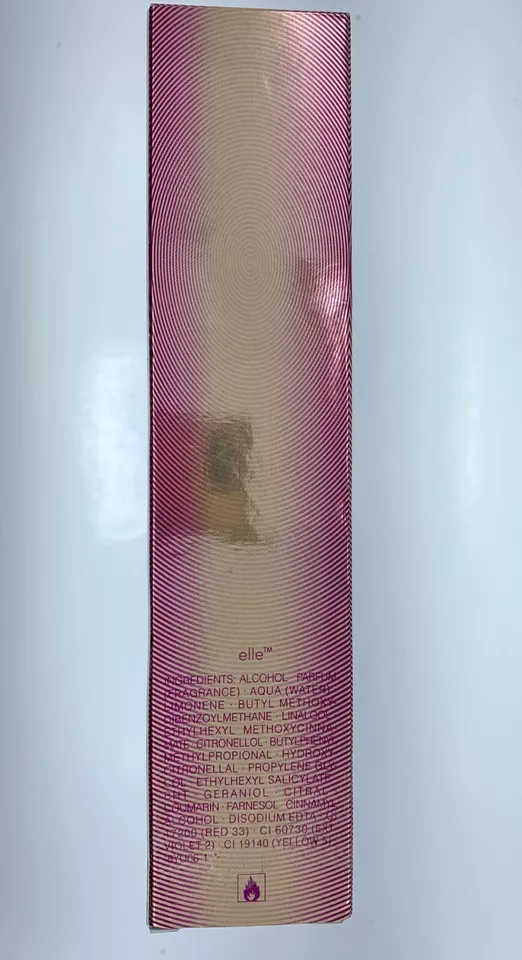 elle™
INGREDIENTS: ALCOHOL · PARFUM
(FRAGRANCE) · AQUA (WATER)
LIMONENE · BUTYL METHOXY-
DIBENZOYLMETHANE · LINALOOL
ETHYLHEXYL METHOXYCINNA-
MATE · CITRONELLOL · BUTYLPHENYL
METHYLPROPIONAL · HYDROXY-
CITRONELLAL · PROPYLENE GLY-
COL · ETHYLHEXYL SALICYLATE
GERANIOL CITRAL
COUMARIN · FARNESOL · CINNAMYL
ALCOHOL · DISODIUM EDTA · CI
17200 (RED 33) · CI 60730 (EXT.
VIOLET 2) · CI 19140 (YELLOW 5)